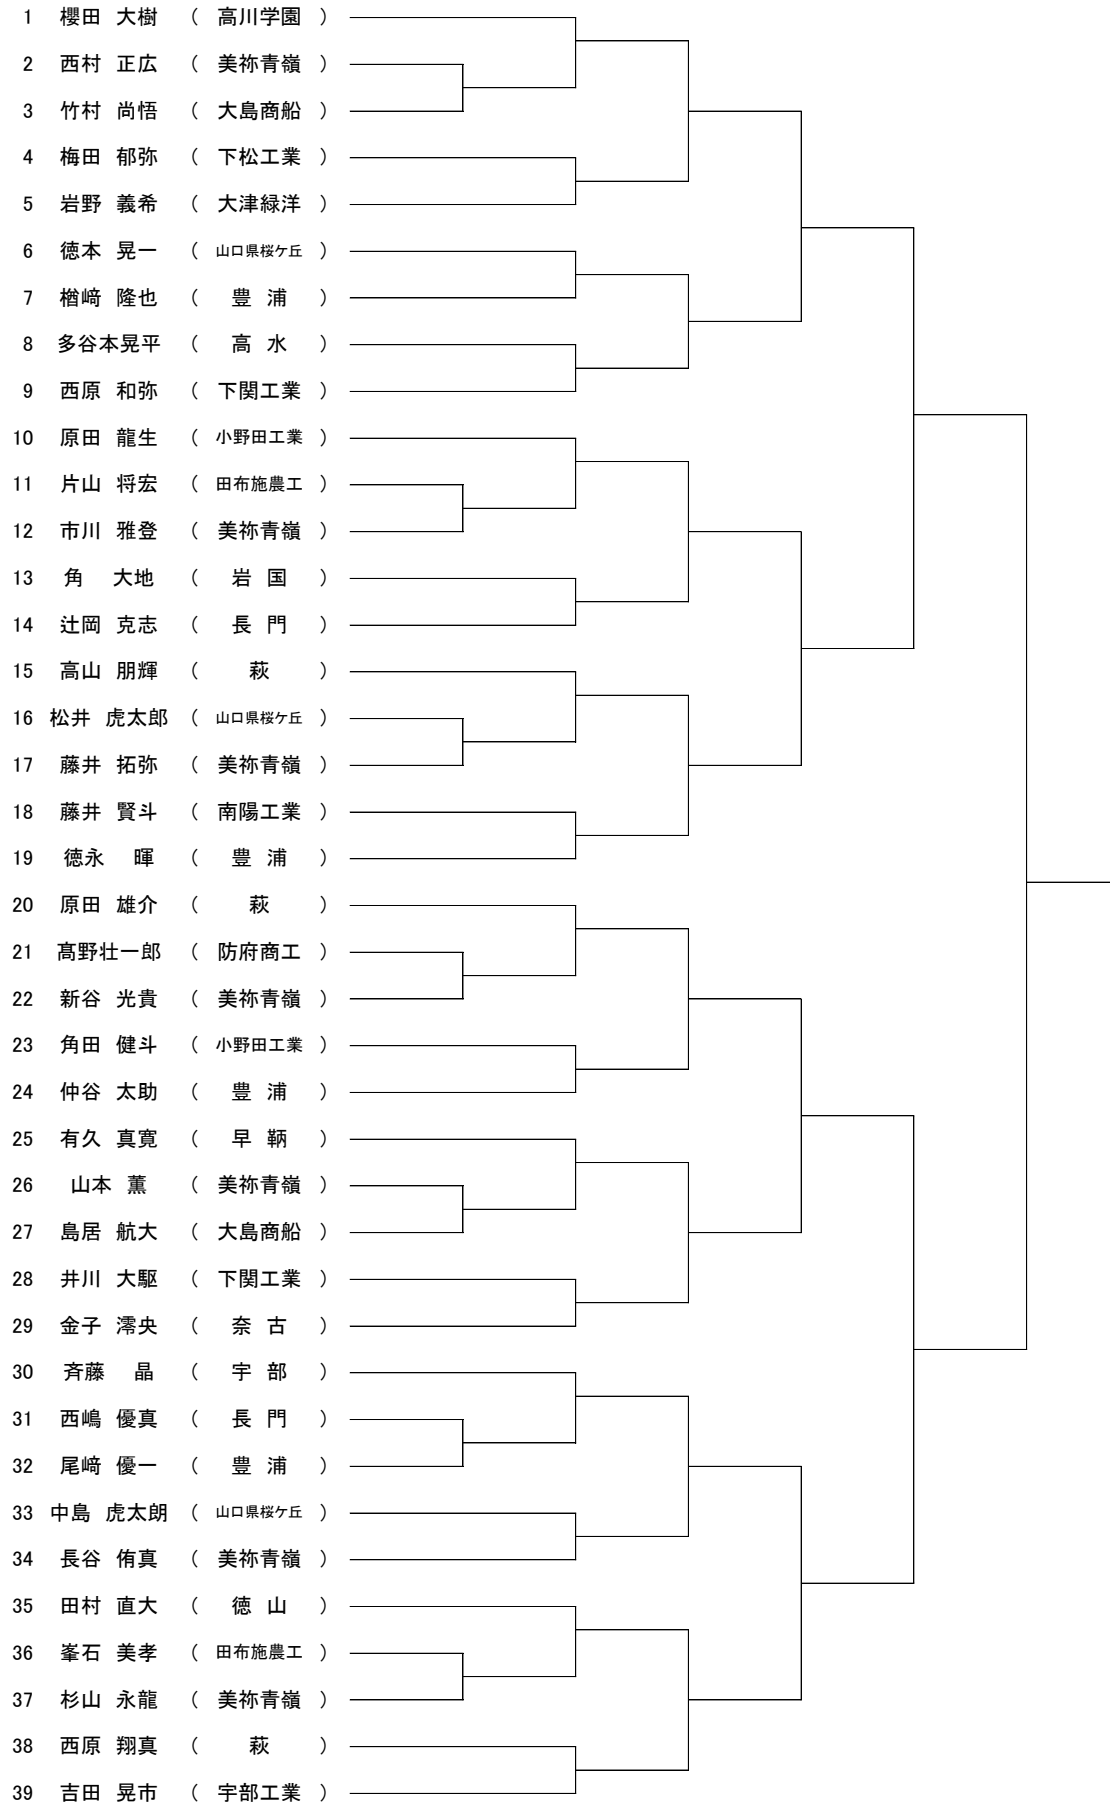 1 櫻田 大樹 ( 高川学園 )
2 西村 正広 ( 美祢青嶺 )
3 竹村 尚悟 ( 大島商船 )
4 梅田 郁弥 ( 下松工業 )
5 岩野 義希 ( 大津緑洋 )
6 徳本 晃一 ( 山口県桜ケ丘 )
7 楢﨑 隆也 ( 豊 浦 )
8 多谷本晃平 ( 高 水 )
9 西原 和弥 ( 下関工業 )
10 原田 龍生 ( 小野田工業 )
11 片山 将宏 ( 田布施農工 )
12 市川 雅登 ( 美祢青嶺 )
13 角 大地 ( 岩 国 )
14 辻岡 克志 ( 長 門 )
15 高山 朋輝 ( 萩 )
16 松井 虎太郎 ( 山口県桜ケ丘 )
17 藤井 拓弥 ( 美祢青嶺 )
18 藤井 賢斗 ( 南陽工業 )
19 徳永 暉 ( 豊 浦 )
20 原田 雄介 ( 萩 )
21 髙野壮一郎 ( 防府商工 )
22 新谷 光貴 ( 美祢青嶺 )
23 角田 健斗 ( 小野田工業 )
24 仲谷 太助 ( 豊 浦 )
25 有久 真寛 ( 早 鞆 )
26 山本 薫 ( 美祢青嶺 )
27 島居 航大 ( 大島商船 )
28 井川 大駆 ( 下関工業 )
29 金子 澪央 ( 奈 古 )
30 斉藤 晶 ( 宇 部 )
31 西嶋 優真 ( 長 門 )
32 尾﨑 優一 ( 豊 浦 )
33 中島 虎太朗 ( 山口県桜ケ丘 )
34 長谷 侑真 ( 美祢青嶺 )
35 田村 直大 ( 徳 山 )
36 峯石 美孝 ( 田布施農工 )
37 杉山 永龍 ( 美祢青嶺 )
38 西原 翔真 ( 萩 )
39 吉田 晃市 ( 宇部工業 )